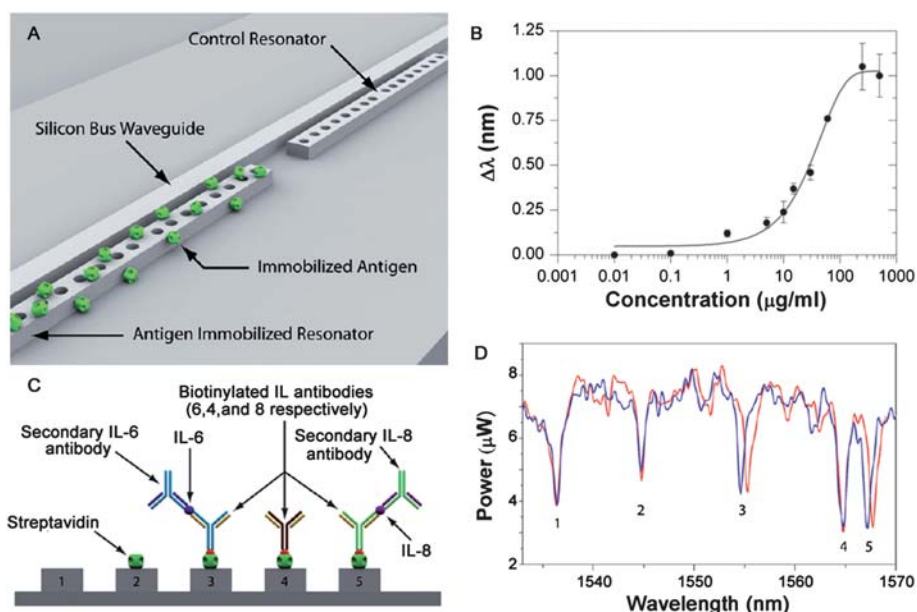 A
Control Resonator
Silicon Bus Waveguide
Immobilized Antigen
Antigen Immobilized Resonator
B
1.25
1.00
0.75
0.50
0.25
0.00
Δλ (nm)
0.001 0.01 0.1 1 10 100 1000
Concentration (μg/ml)
C
Biotinylated IL antibodies
(6,4,and 8 respectively)
Secondary IL-6
antibody
IL-6
Secondary IL-8
antibody
Streptavidin
IL-8
1 2 3 4 5
D
8
6
4
2
Power (μW)
1 2 3 4 5
1540 1550 1560 1570
Wavelength (nm)